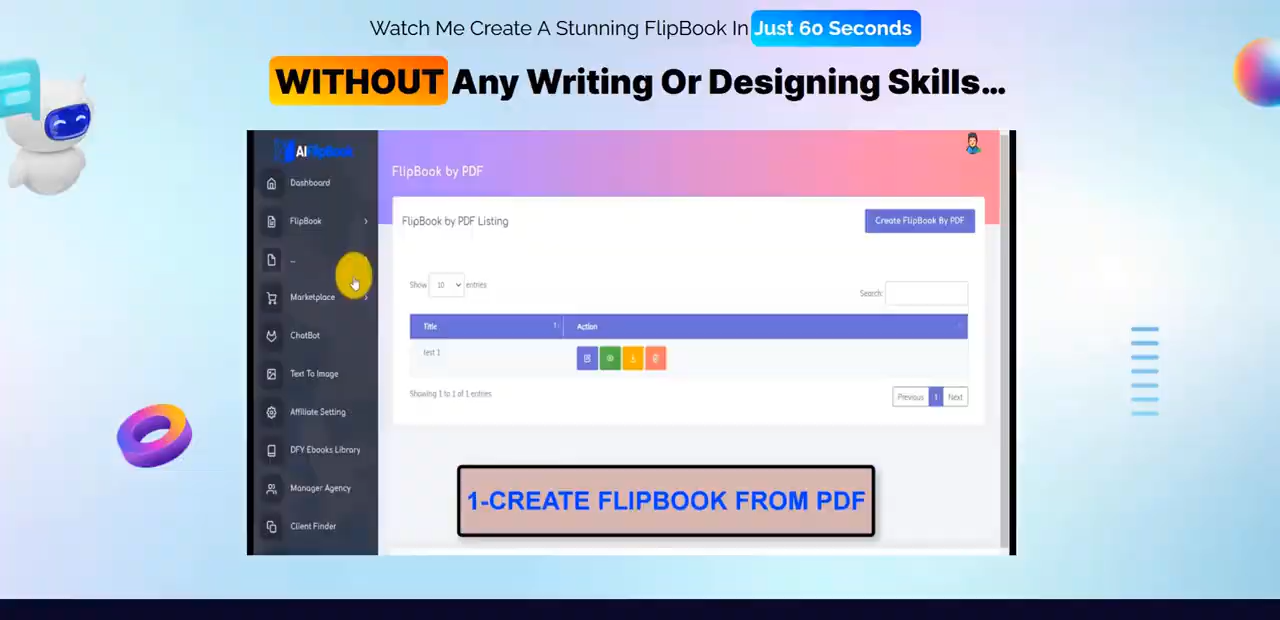 Watch Me Create A Stunning FlipBook In Just 60 Seconds
WITHOUT Any Writing Or Designing Skills...
AIFlipBook
FlipBook by PDF
Dashboard
FlipBook
FlipBook by PDF Listing
Create FlipBook By PDF
..
Marketplace
Show 10 entries
Search:
ChatBot
Title
Action
test 1
Text To Image
Showing 1 to 1 of 1 entries
Previous 1 Next
Affiliate Setting
DFY Ebooks Library
Manager Agency
1-CREATE FLIPBOOK FROM PDF
Client Finder